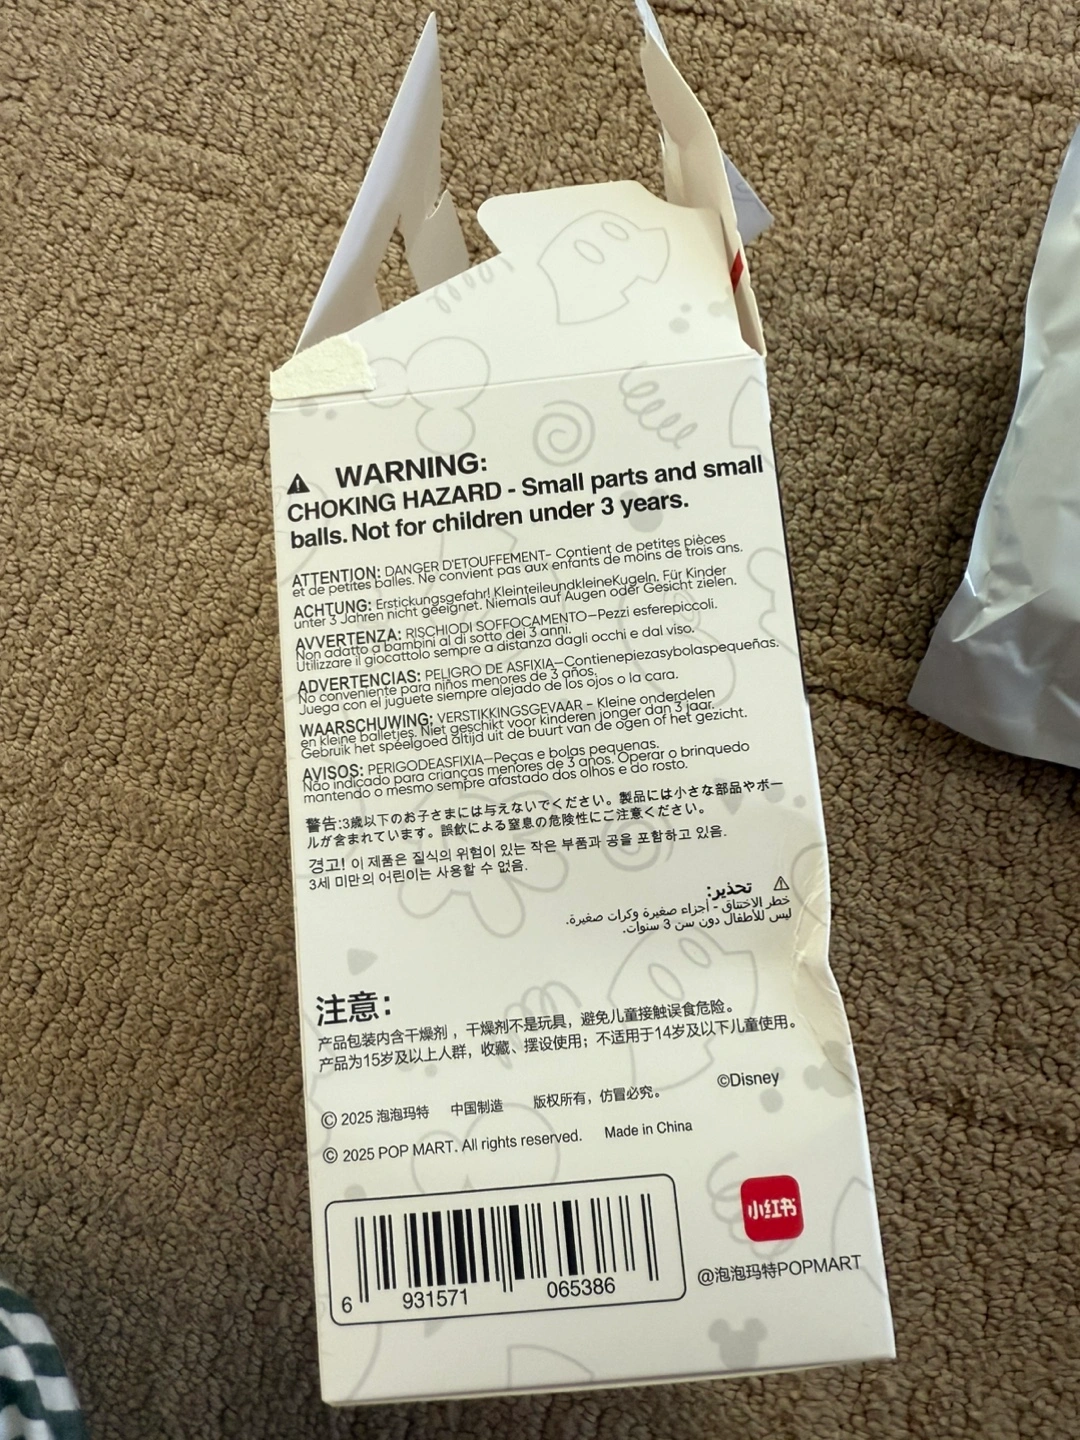 WARNING:
CHOKING HAZARD - Small parts and small
balls. Not for children under 3 years.
ATTENTION: DANGER D'ETOUFFEMENT- Contient de petites pièces
et de petites balles. Ne convient pas aux enfants de moins de trois ans.
ACHTUNG: Erstickungsgefahr! KleinteileundkleineKugeln. Für Kinder
unter 3 Jahren nicht geeignet. Niemals auf Augen oder Gesicht zielen.
AVVERTENZA: RISCHIODI SOFFOCAMENTO—Pezzi esferepiccoli.
Non adatto a bambini al di sotto dei 3 anni.
Utilizzare il giocattolo sempre a distanza dagli occhi e dal viso.
ADVERTENCIAS: PELIGRO DE ASFIXIA—Contienepiezasybolaspequeñas.
No conveniente para niños menores de 3 años.
Juega con el juguete siempre alejado de los ojos o la cara.
WAARSCHUWING: VERSTIKKINGSGEVAAR - Kleine onderdelen
en kleine balletjes. Niet geschikt voor kinderen jonger dan 3 jaar.
Gebruik het speelgoed altijd uit de buurt van de ogen of het gezicht.
AVISOS: PERIGODEASFIXIA—Peças e bolas pequenas.
Não indicado para crianças menores de 3 anos. Operar o brinquedo
mantendo o mesmo sempre afastado dos olhos e do rosto.
警告:3歳以下のお子さまには与えないでください。製品には小さな部品やボー
ルが含まれています。誤飲による窒息の危険性にご注意ください。
경고! 이 제품은 질식의 위험이 있는 작은 부품과 공을 포함하고 있음.
3세 미만의 어린이는 사용할 수 없음.
تحذير:
خطر الاختناق - أجزاء صغيرة وكرات صغيرة.
ليس للأطفال دون سن 3 سنوات.
注意：
产品包装内含干燥剂，干燥剂不是玩具，避免儿童接触误食危险。
产品为15岁及以上人群，收藏、摆设使用；不适用于14岁及以下儿童使用。
©Disney
© 2025 泡泡玛特 中国制造 版权所有，仿冒必究。
© 2025 POP MART. All rights reserved. Made in China
小红书
6 931571 065386
@泡泡玛特POPMART